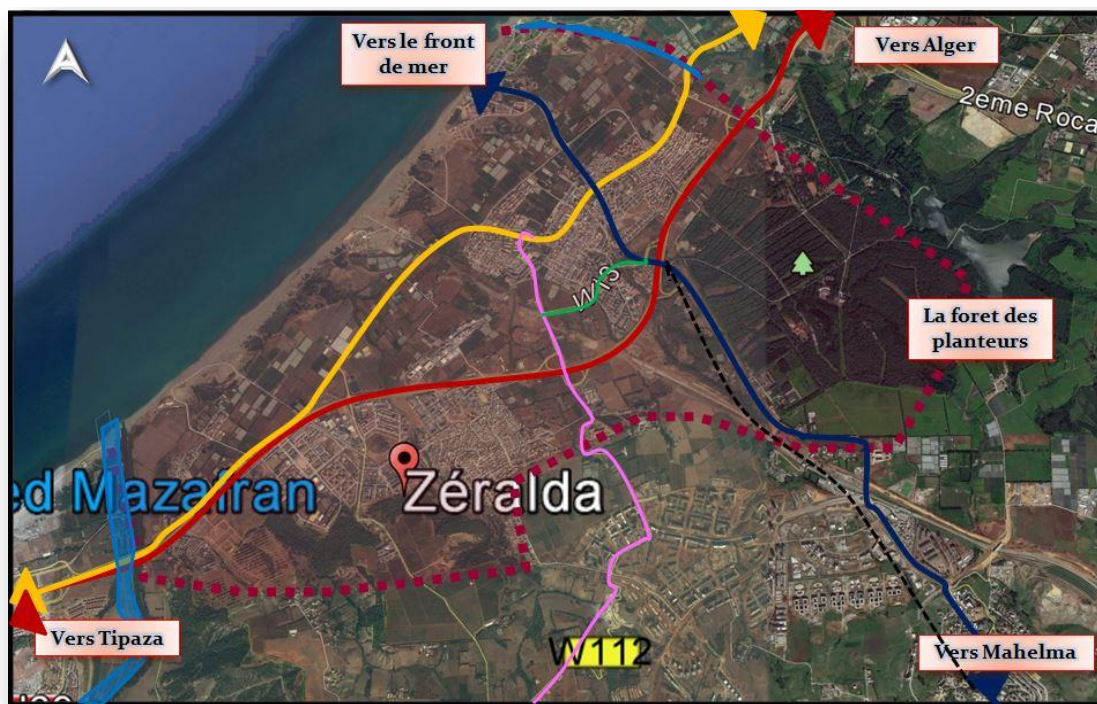 Vers le front
de mer
Vers Alger
2eme Roca
W13
La foret des
planteurs
ed Mazafran
Zéralda
Vers Tipaza
W112
Vers Mahelma